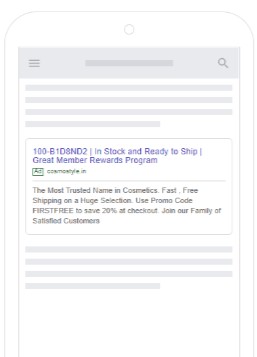 100-B1D8ND2 | In Stock and Ready to Ship |
Great Member Rewards Program
Ad cosmostyle.in
The Most Trusted Name in Cosmetics. Fast , Free
Shipping on a Huge Selection. Use Promo Code
FIRSTFREE to save 20% at checkout. Join our Family of
Satisfied Customers